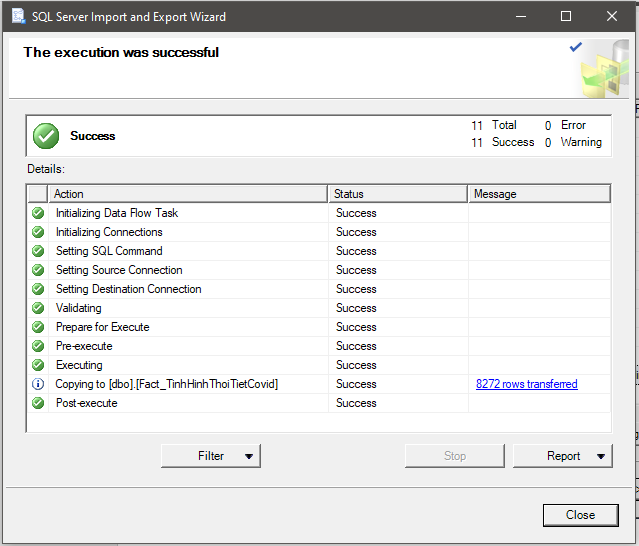 SQL Server Import and Export Wizard
The execution was successful
Success
11 Total 0 Error
11 Success 0 Warning
Details:
Action Status Message
Initializing Data Flow Task Success
Initializing Connections Success
Setting SQL Command Success
Setting Source Connection Success
Setting Destination Connection Success
Validating Success
Prepare for Execute Success
Pre-execute Success
Executing Success
Copying to [dbo].[Fact_TinhHinhThoiTietCovid] Success 8272 rows transferred
Post-execute Success
Filter Stop Report
Close